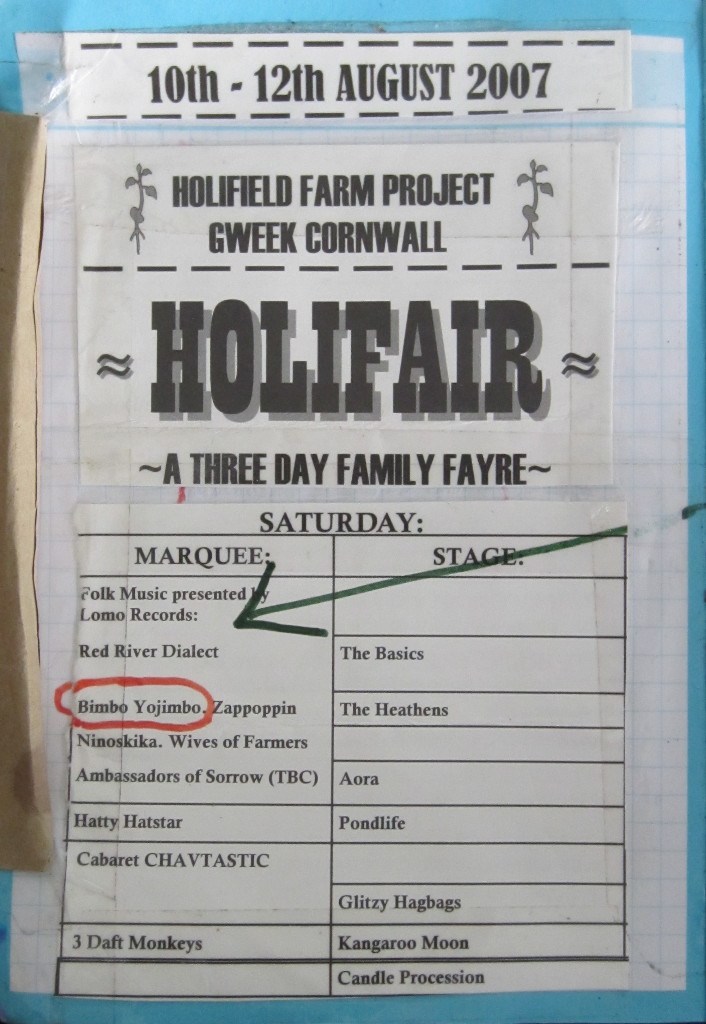 10th - 12th AUGUST 2007
HOLIFIELD FARM PROJECT
GWEEK CORNWALL
≈ HOLIFAIR ≈
~A THREE DAY FAMILY FAYRE~
SATURDAY:
MARQUEE: STAGE:
Folk Music presented by
Lomo Records:
Red River Dialect The Basics
Bimbo Yojimbo. Zappoppin The Heathens
Ninoskika. Wives of Farmers
Ambassadors of Sorrow (TBC) Aora
Hatty Hatstar Pondlife
Cabaret CHAVTASTIC
Glitzy Hagbags
3 Daft Monkeys Kangaroo Moon
Candle Procession